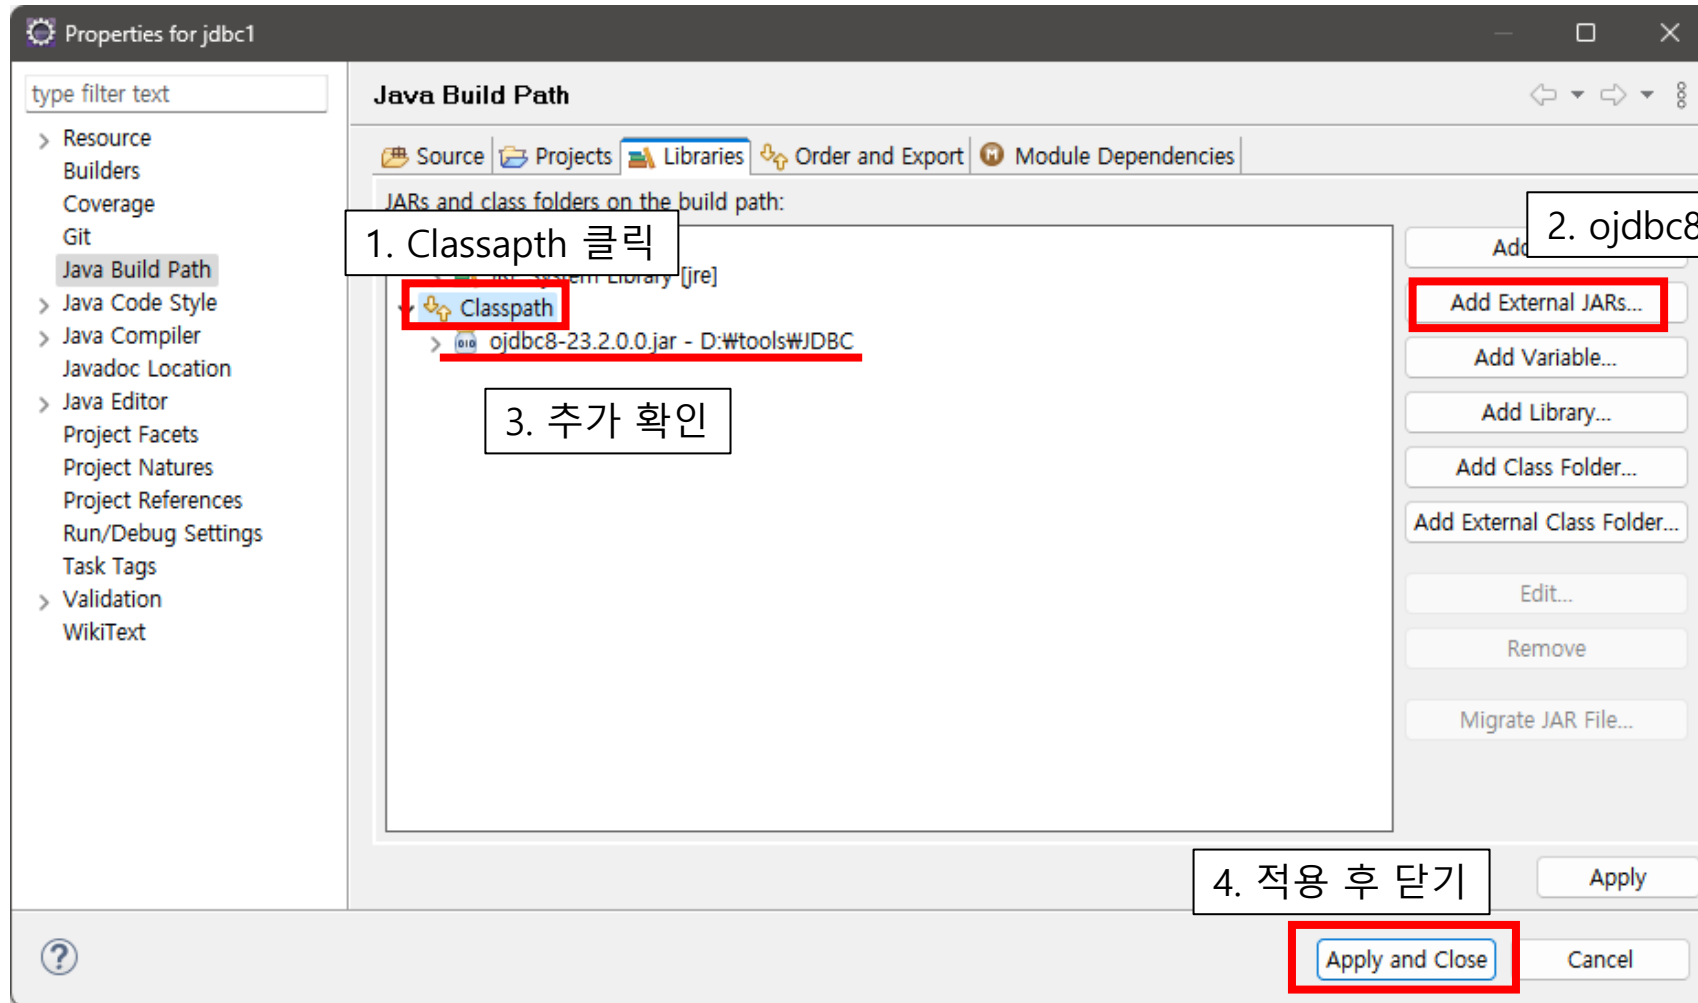 Properties for jdbc1
type filter text
Resource
Builders
Coverage
Git
Java Build Path
Java Code Style
Java Compiler
Javadoc Location
Java Editor
Project Facets
Project Natures
Project References
Run/Debug Settings
Task Tags
Validation
WikiText
Java Build Path
Source Projects Libraries Order and Export Module Dependencies
JARs and class folders on the build path:
1. Classapth 클릭
System Library [jre]
Classpath
ojdbc8-23.2.0.0.jar - D:₩tools₩JDBC
3. 추가 확인
2. ojdbc8
Add External JARs...
Add Variable...
Add Library...
Add Class Folder...
Add External Class Folder...
Edit...
Remove
Migrate JAR File...
4. 적용 후 닫기
Apply
Apply and Close
Cancel